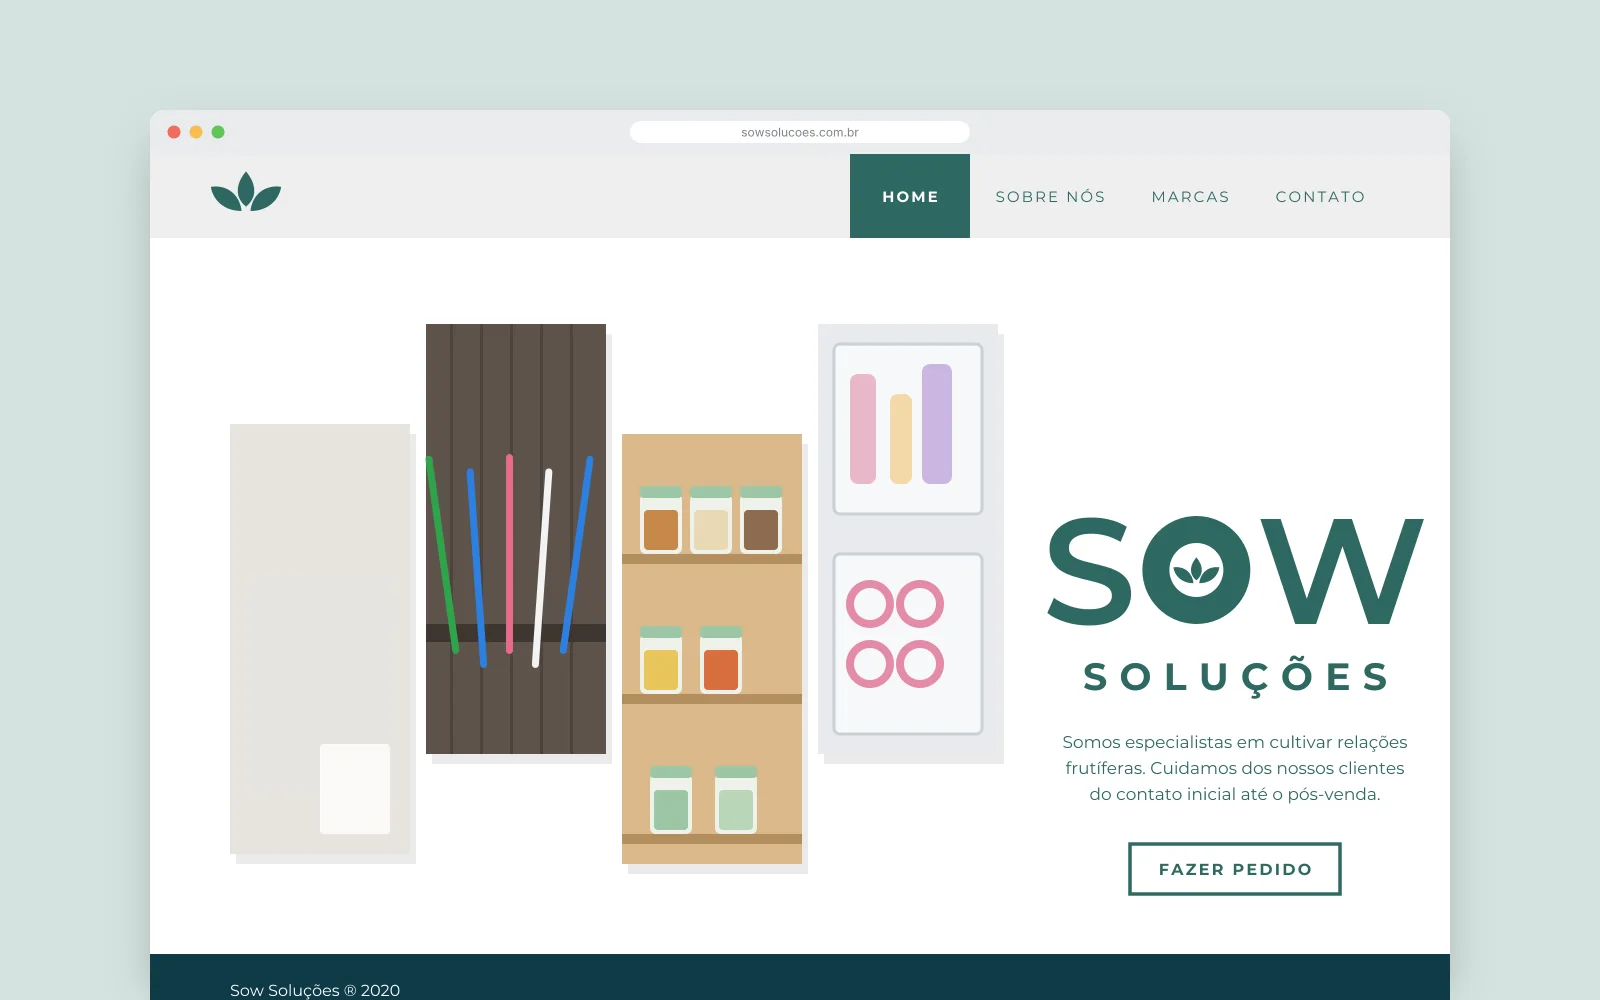 sowsolucoes.com.br
HOME SOBRE NÓS MARCAS CONTATO
SOW
SOLUÇÕES
Somos especialistas em cultivar relações
frutíferas. Cuidamos dos nossos clientes
do contato inicial até o pós-venda.
FAZER PEDIDO
Sow Soluções ® 2020